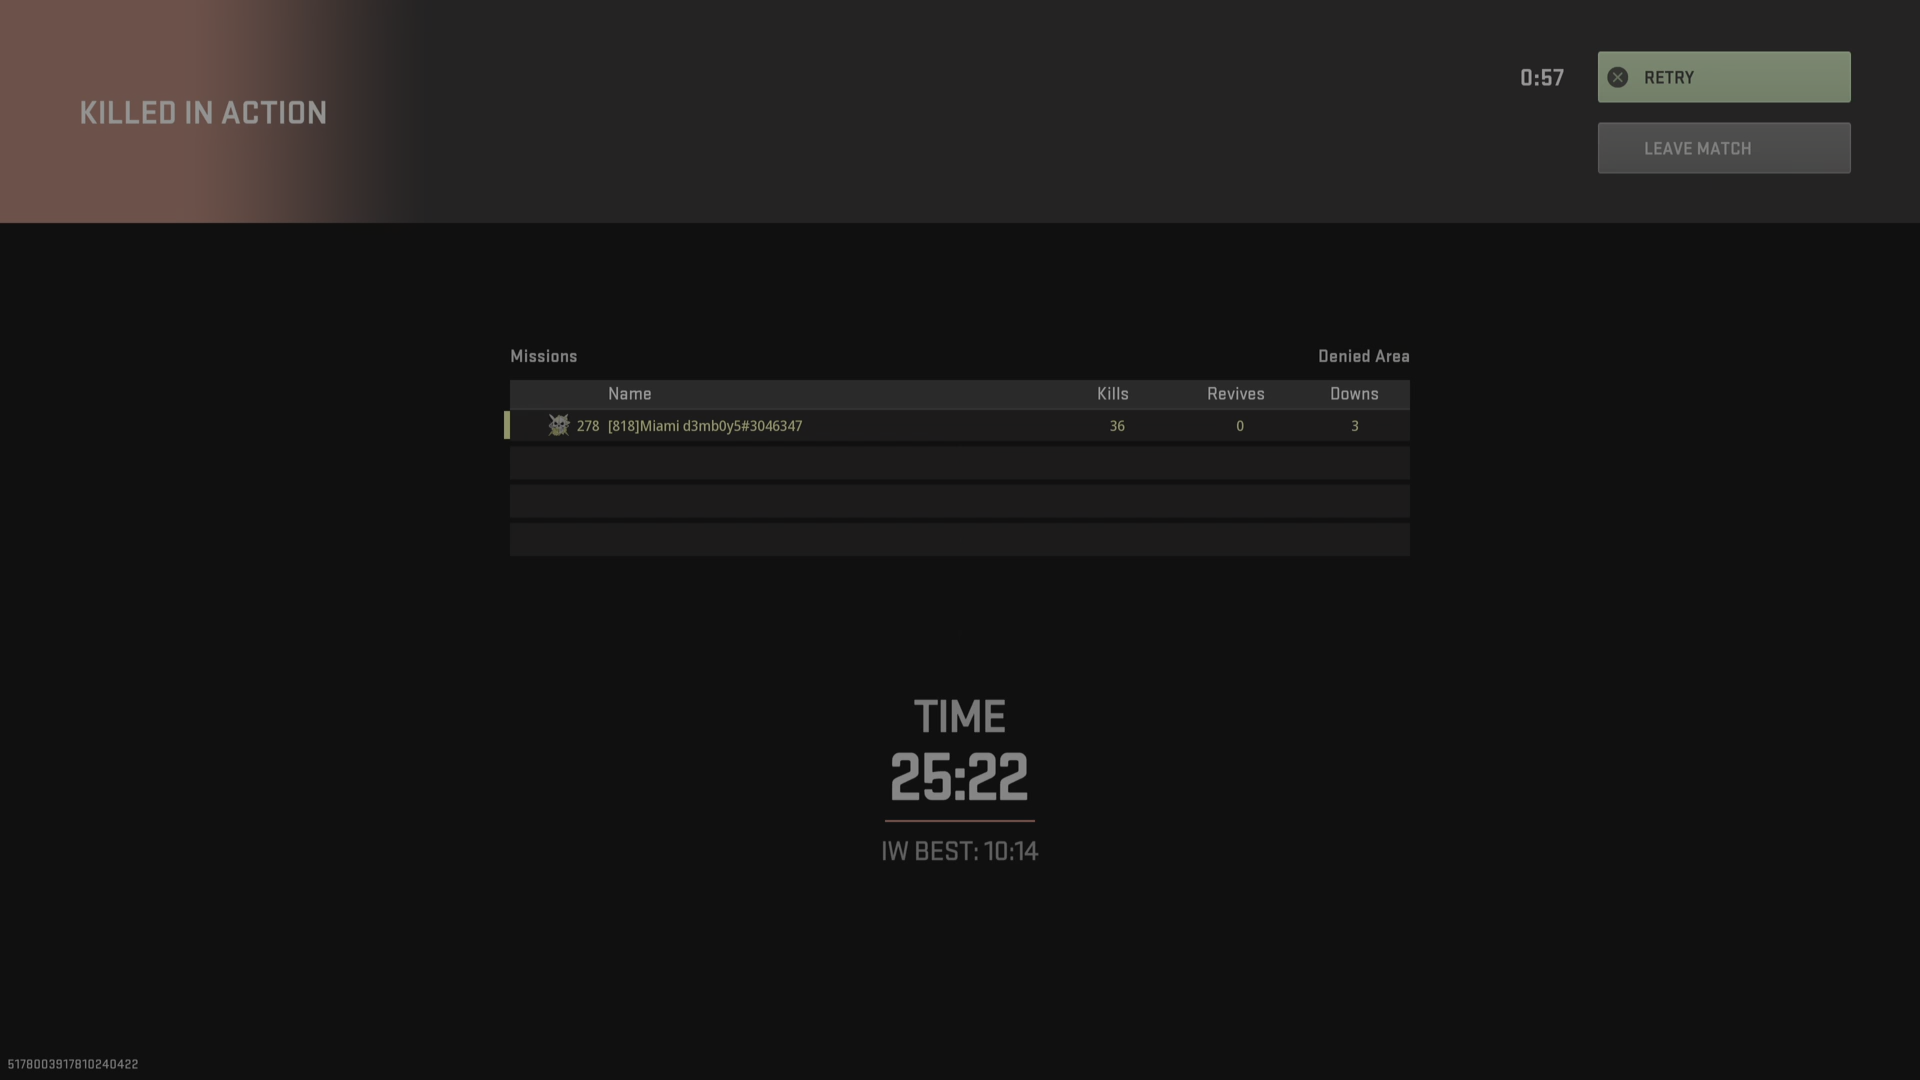 KILLED IN ACTION
0:57
RETRY
LEAVE MATCH
Missions
Denied Area
Name Kills Revives Downs
278 [818]Miami d3mb0y5#3046347 36 0 3
TIME
25:22
IW BEST: 10:14
5178003917810240422